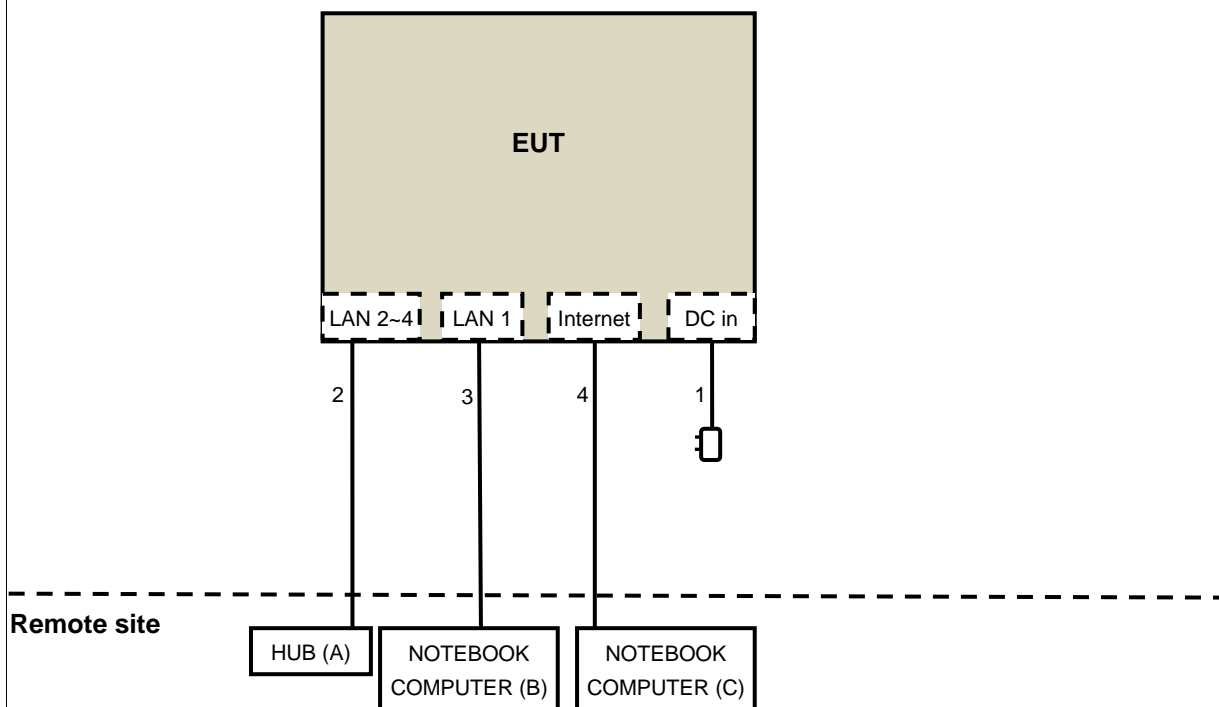 EUT
LAN 2~4
LAN 1
Internet
DC in
2
3
4
1
Remote site
HUB (A)
NOTEBOOK
COMPUTER (B)
NOTEBOOK
COMPUTER (C)